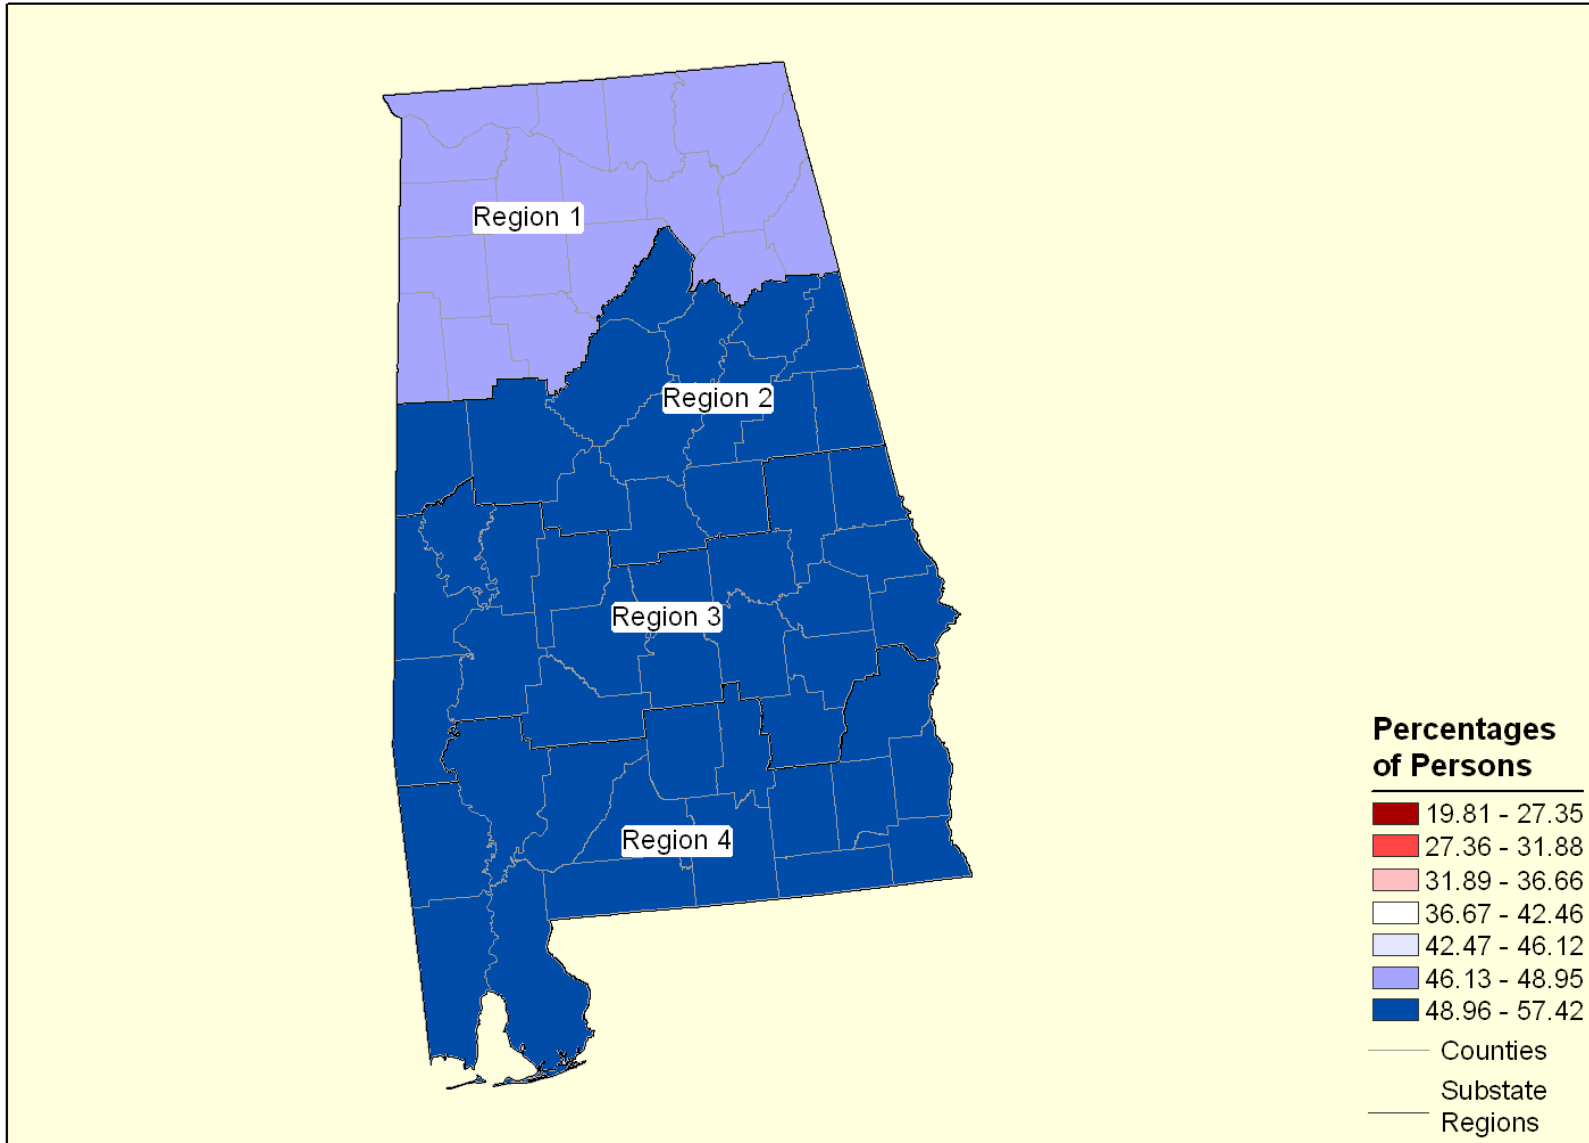 Region 1
Region 2
Region 3
Region 4
Percentages
of Persons
19.81 - 27.35
27.36 - 31.88
31.89 - 36.66
36.67 - 42.46
42.47 - 46.12
46.13 - 48.95
48.96 - 57.42
Counties
Substate
Regions